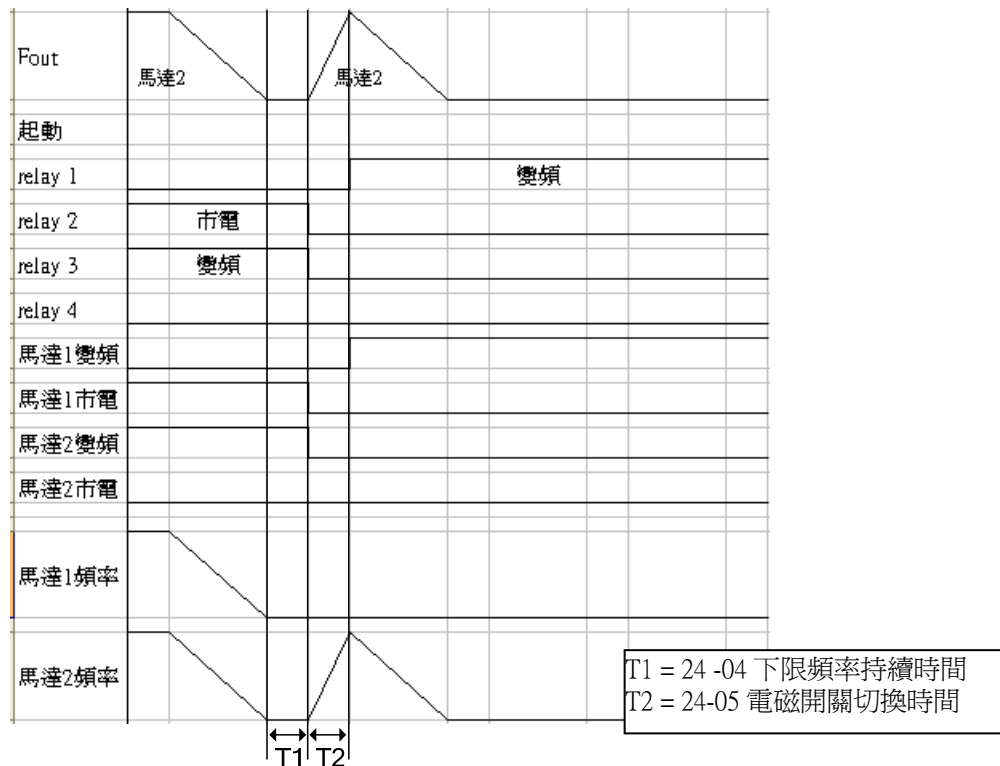 Fout
馬達2
馬達2
起動
relay 1
變頻
relay 2
市電
relay 3
變頻
relay 4
馬達1變頻
馬達1市電
馬達2變頻
馬達2市電
馬達1頻率
馬達2頻率
T1 = 24 -04 下限頻率持續時間
T2 = 24-05 電磁開關切換時間
T1 T2